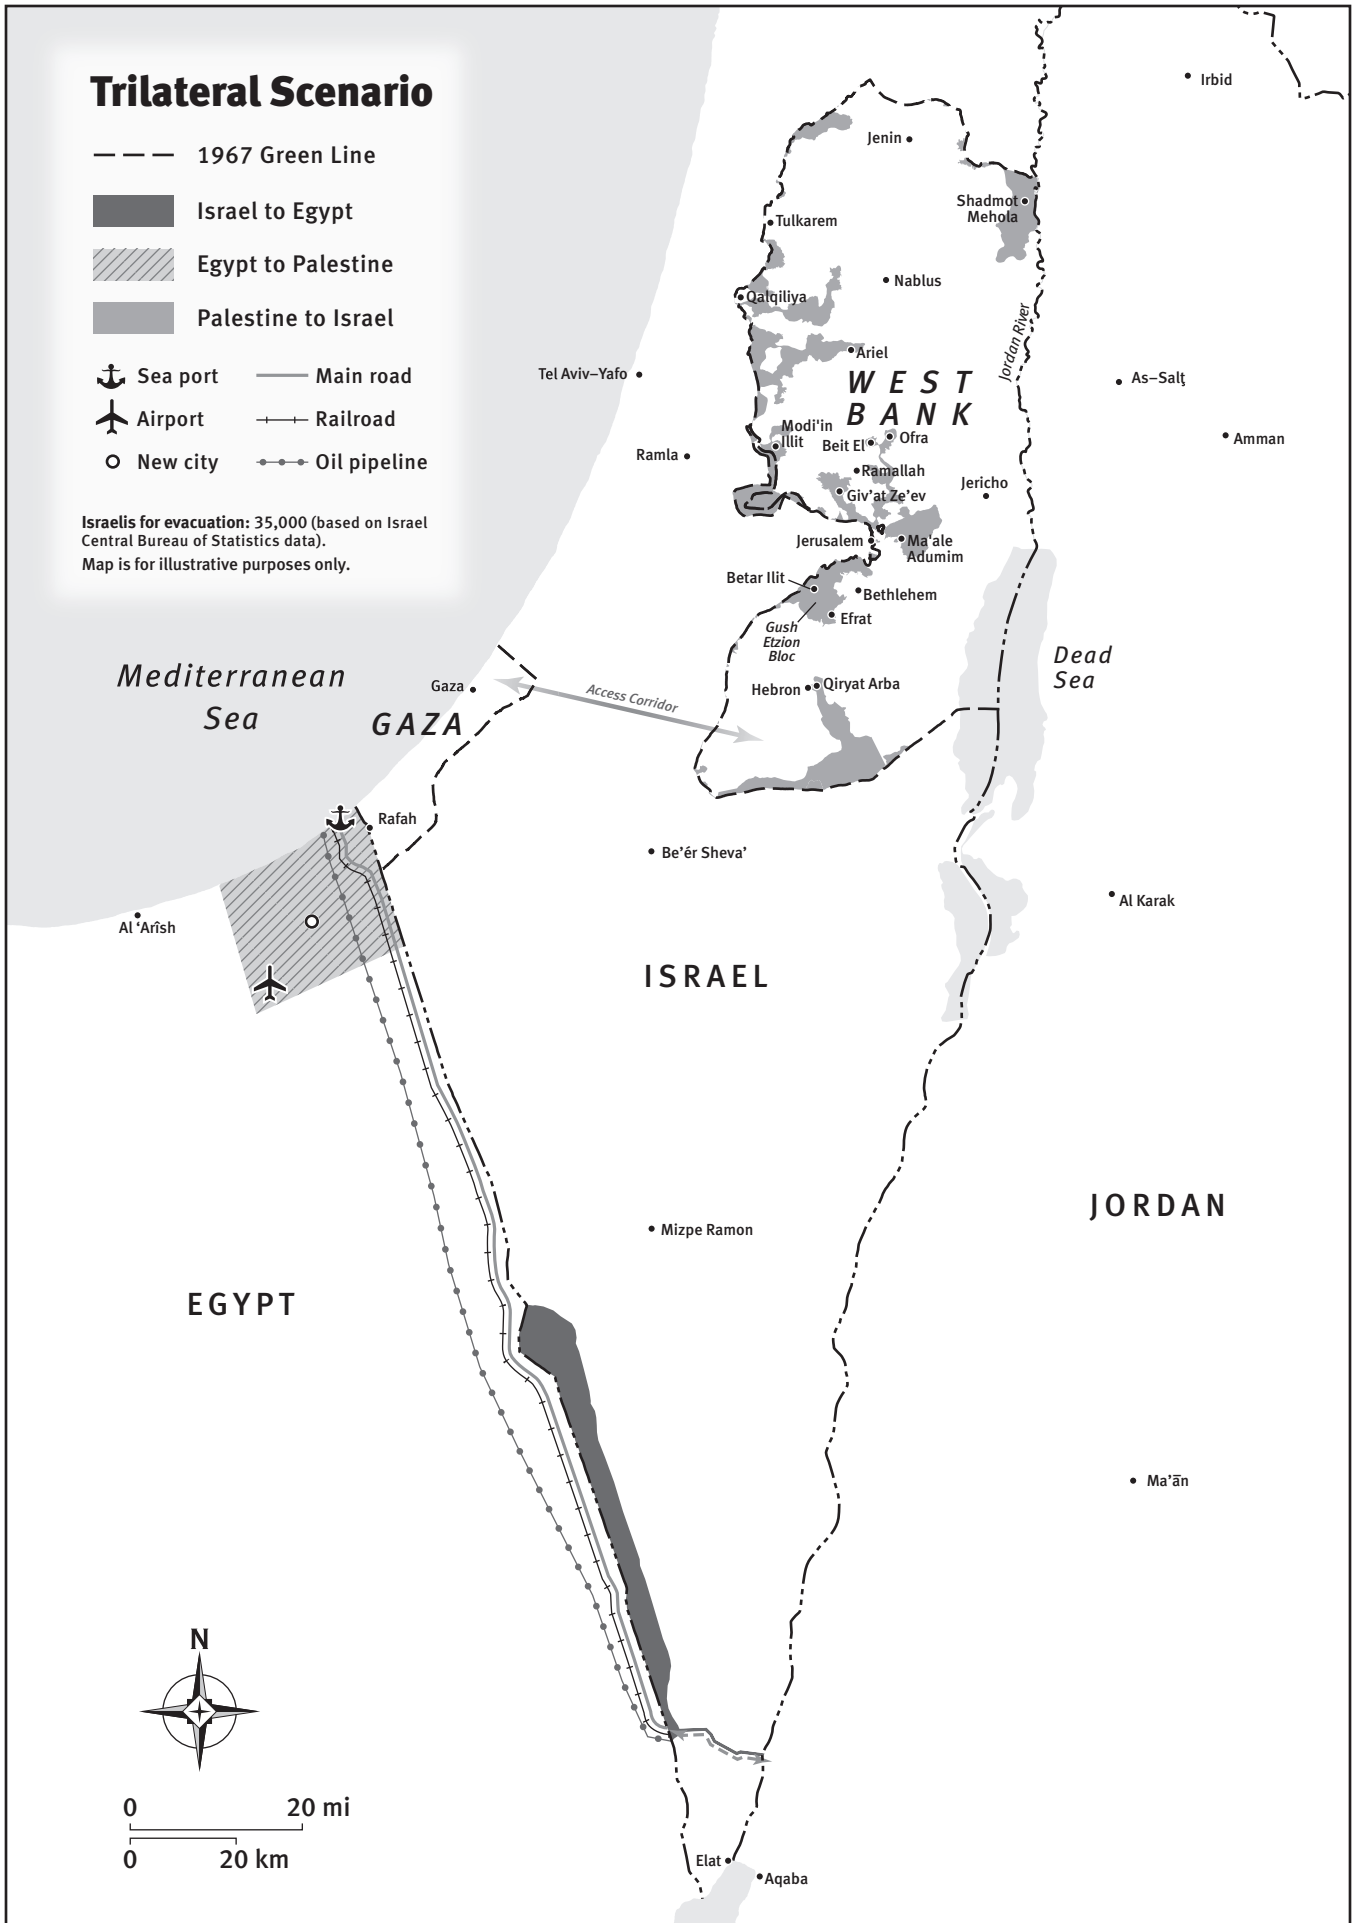 Trilateral Scenario
1967 Green Line
Israel to Egypt
Egypt to Palestine
Palestine to Israel
Sea port
Main road
Airport
Railroad
New city
Oil pipeline
Israelis for evacuation: 35,000 (based on Israel
Central Bureau of Statistics data).
Map is for illustrative purposes only.
Irbid
Jenin
Shadmot
Mehola
Tulkarem
Nablus
Qalqiliya
Jordan River
Ariel
Tel Aviv–Yafo
As–Salţ
WEST
BANK
Modi'in
Illit
Ofra
Beit El
Amman
Ramla
Ramallah
Jericho
Giv'at Ze'ev
Jerusalem
Ma'ale
Adumim
Betar Ilit
Bethlehem
Efrat
Gush
Etzion
Bloc
Dead
Sea
Mediterranean
Sea
Gaza
Access Corridor
Hebron
Qiryat Arba
GAZA
Rafah
Be'ér Sheva'
Al Karak
Al ‘Arîsh
ISRAEL
JORDAN
Mizpe Ramon
EGYPT
Ma'ān
N
0 20 mi
0 20 km
Elat
Aqaba